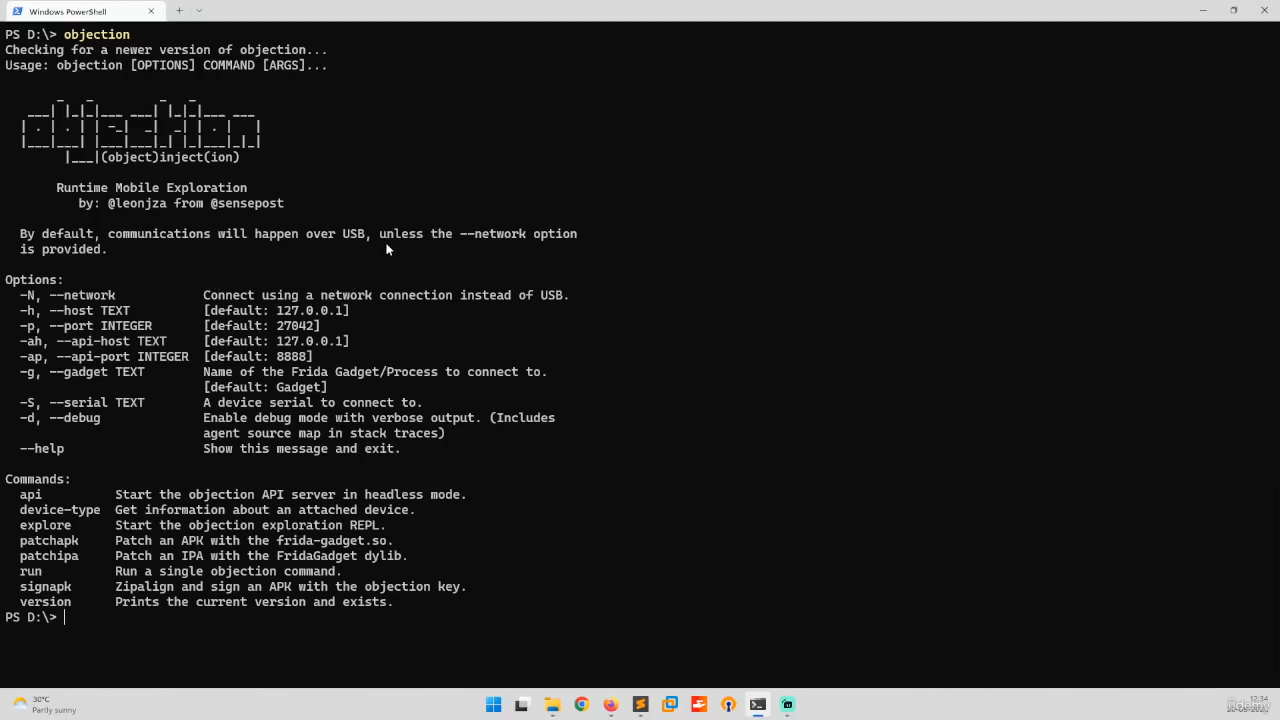 Windows PowerShell
PS D:\> objection
Checking for a newer version of objection...
Usage: objection [OPTIONS] COMMAND [ARGS]...
|___|(object)inject(ion)
Runtime Mobile Exploration
by: @leonjza from @sensepost
By default, communications will happen over USB, unless the --network option
is provided.
Options:
-N, --network Connect using a network connection instead of USB.
-h, --host TEXT [default: 127.0.0.1]
-p, --port INTEGER [default: 27042]
-ah, --api-host TEXT [default: 127.0.0.1]
-ap, --api-port INTEGER [default: 8888]
-g, --gadget TEXT Name of the Frida Gadget/Process to connect to.
[default: Gadget]
-S, --serial TEXT A device serial to connect to.
-d, --debug Enable debug mode with verbose output. (Includes
agent source map in stack traces)
--help Show this message and exit.
Commands:
api Start the objection API server in headless mode.
device-type Get information about an attached device.
explore Start the objection exploration REPL.
patchapk Patch an APK with the frida-gadget.so.
patchipa Patch an IPA with the FridaGadget dylib.
run Run a single objection command.
signapk Zipalign and sign an APK with the objection key.
version Prints the current version and exists.
PS D:\>
30°C
Partly sunny
12:34
Udemy